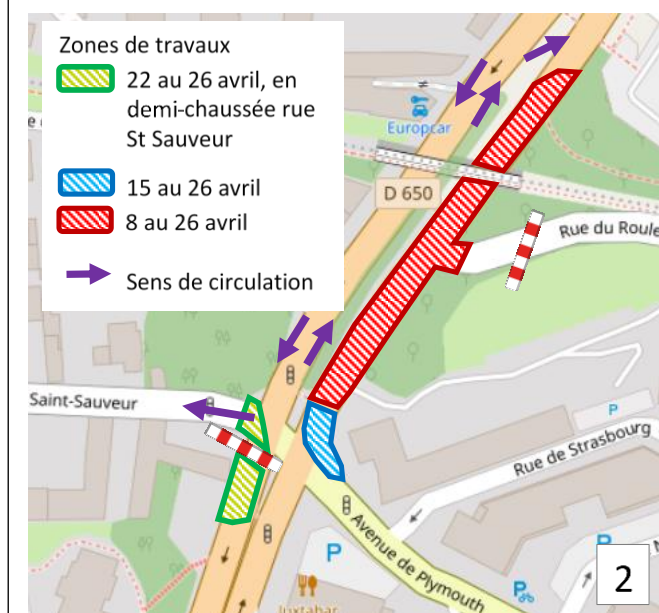 Zones de travaux
22 au 26 avril, en
demi-chaussée rue
St Sauveur
15 au 26 avril
8 au 26 avril
Sens de circulation
Europcar
D 650
Rue du Roule
Saint-Sauveur
P
Rue de Strasbourg
P
Avenue de Plymouth
P
Juxtabar
2